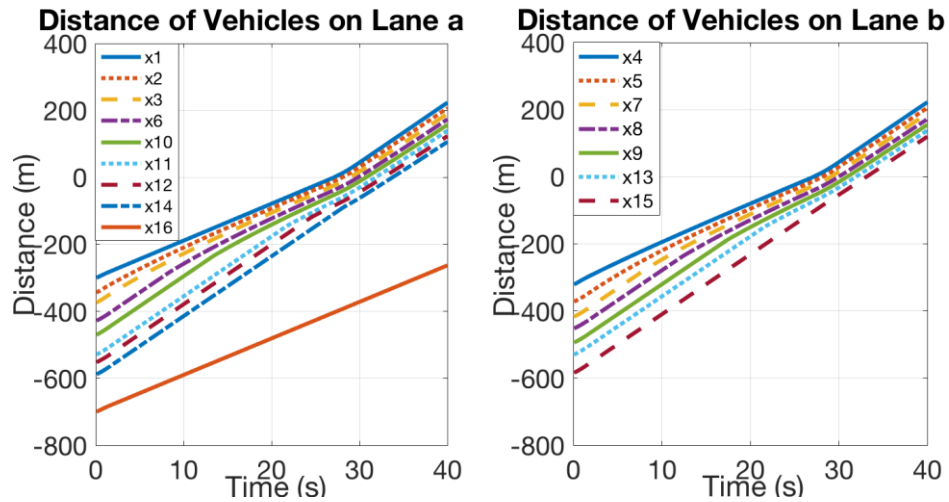 Distance of Vehicles on Lane a
400
200
0
-200
-400
-600
-800
Distance (m)
x1
x2
x3
x6
x10
x11
x12
x14
x16
0 10 20 30 40
Time (s)
Distance of Vehicles on Lane b
400
200
0
-200
-400
-600
-800
Distance (m)
x4
x5
x7
x8
x9
x13
x15
0 10 20 30 40
Time (s)